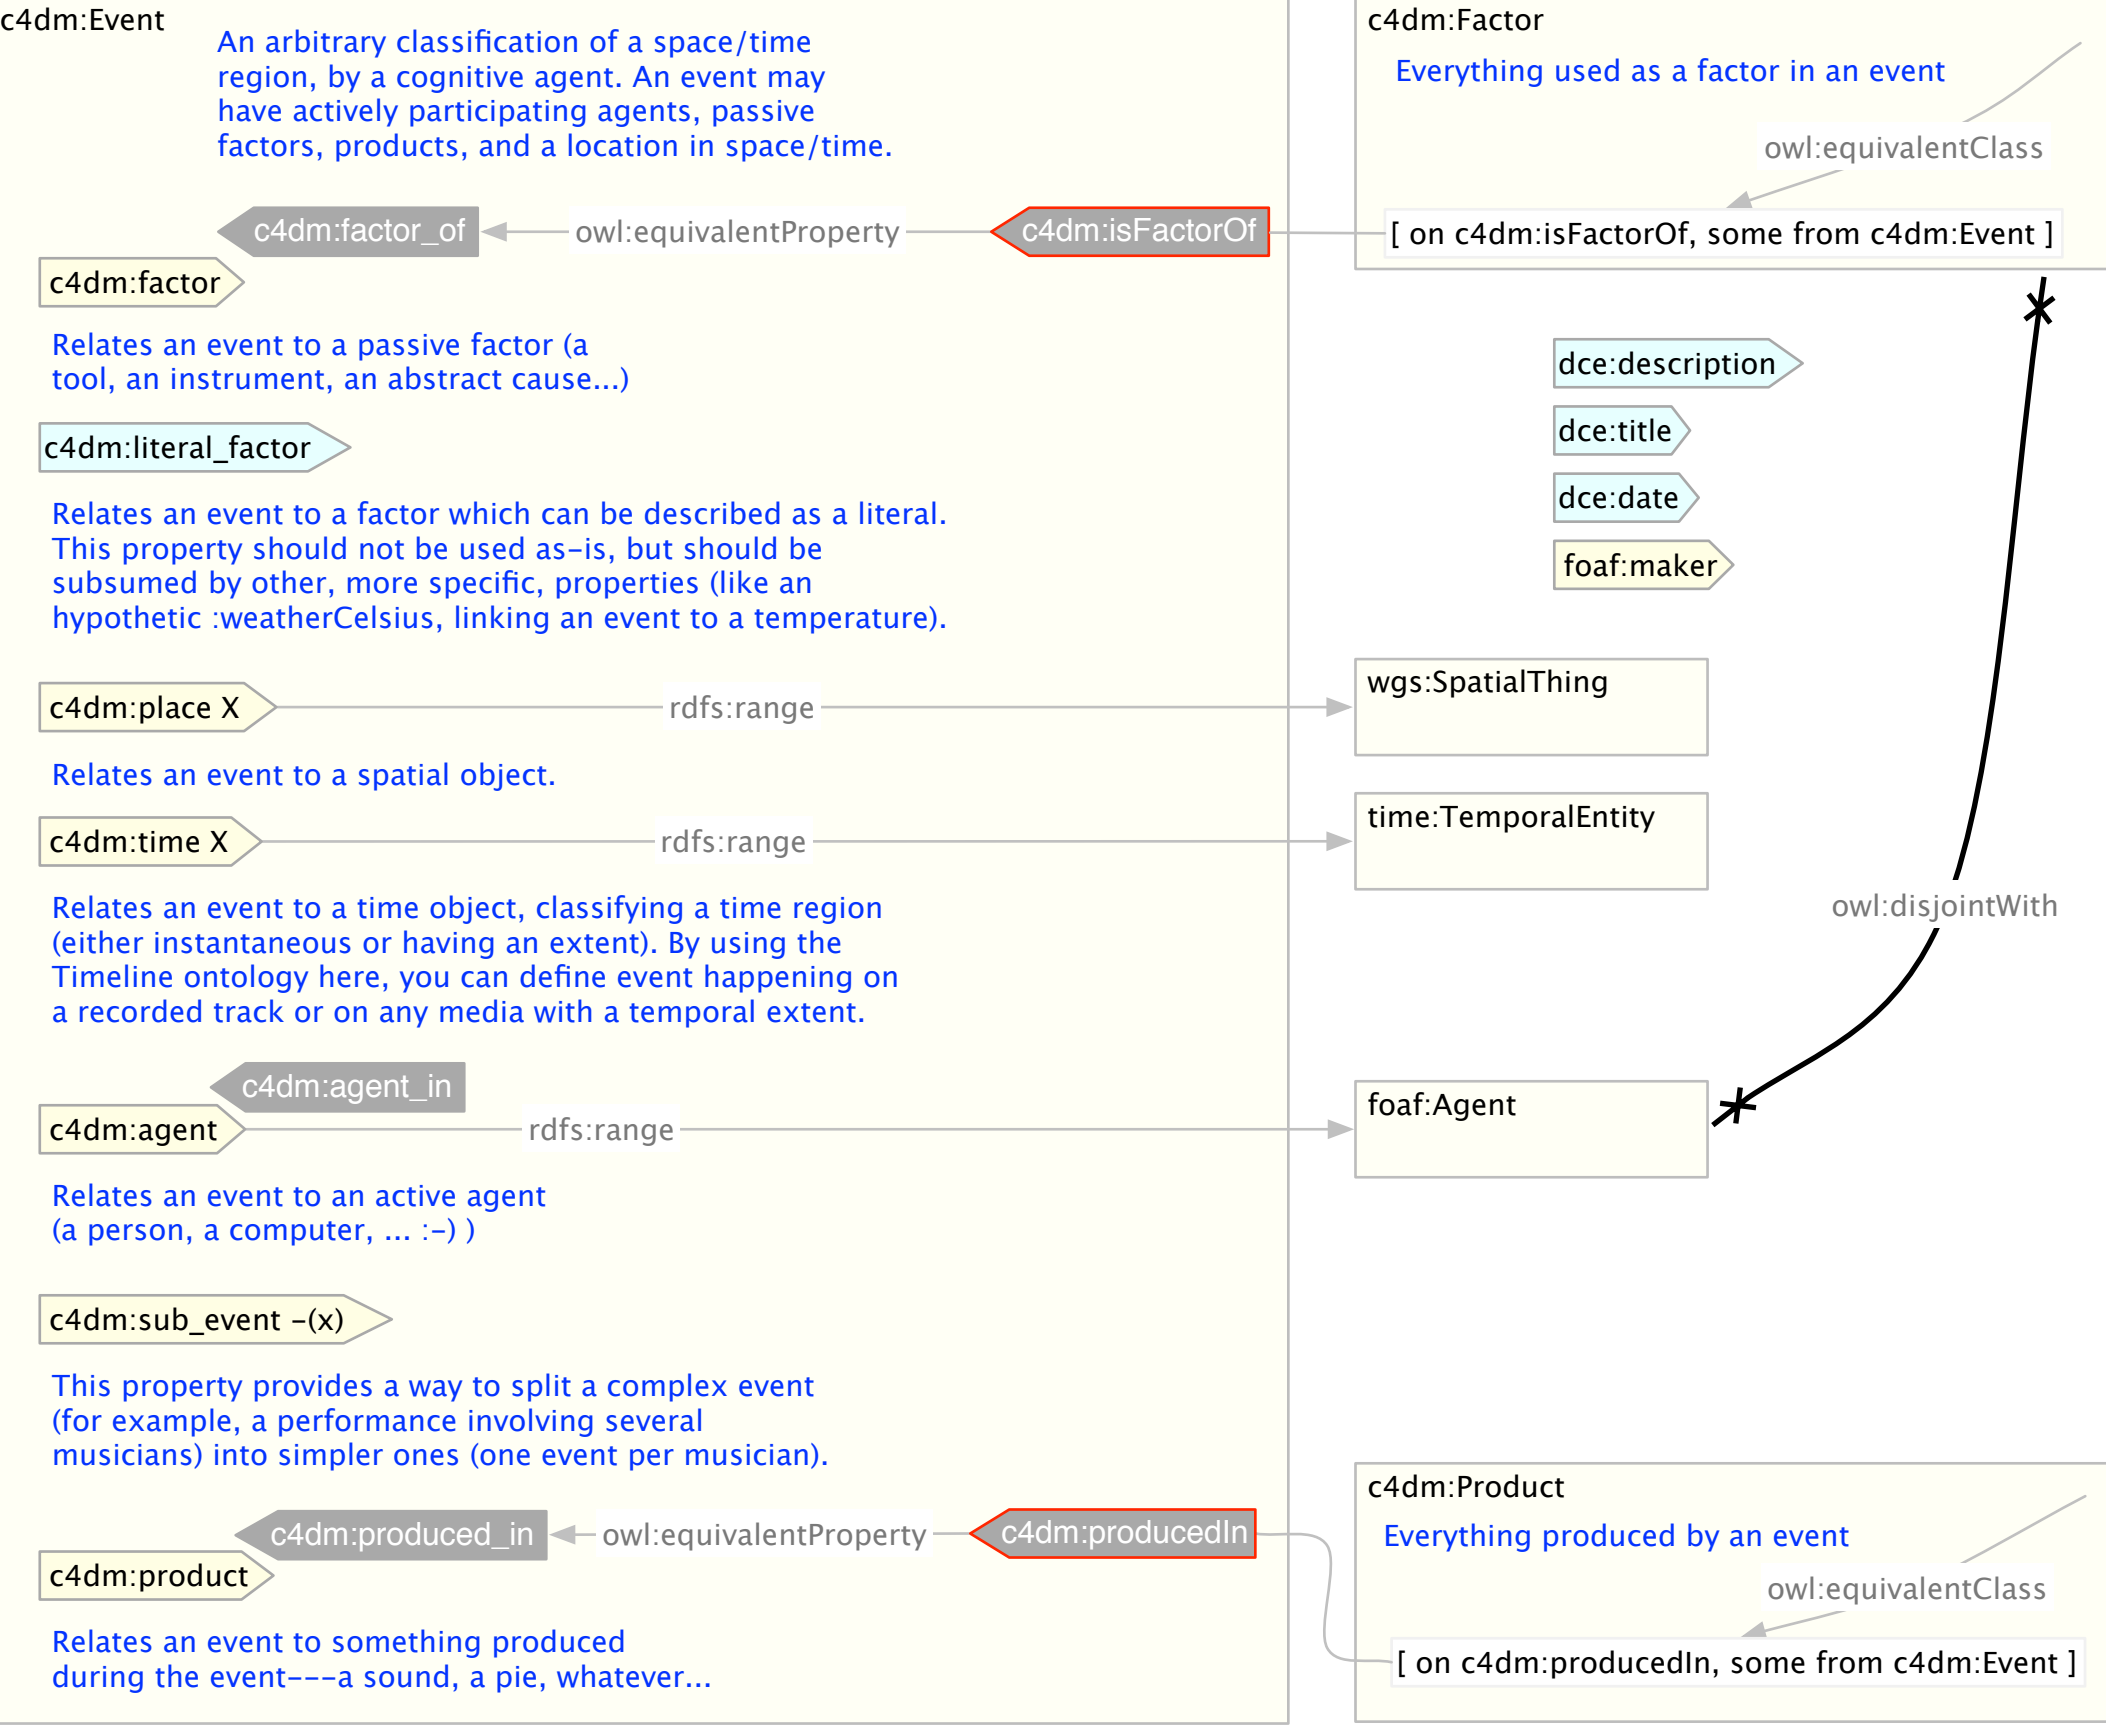 c4dm:Event
An arbitrary classification of a space/time
region, by a cognitive agent. An event may
have actively participating agents, passive
factors, products, and a location in space/time.
c4dm:factor_of
owl:equivalentProperty
c4dm:isFactorOf
c4dm:factor
Relates an event to a passive factor (a
tool, an instrument, an abstract cause...)
c4dm:literal_factor
Relates an event to a factor which can be described as a literal.
This property should not be used as-is, but should be
subsumed by other, more specific, properties (like an
hypothetic :weatherCelsius, linking an event to a temperature).
c4dm:place X
rdfs:range
Relates an event to a spatial object.
c4dm:time X
rdfs:range
Relates an event to a time object, classifying a time region
(either instantaneous or having an extent). By using the
Timeline ontology here, you can define event happening on
a recorded track or on any media with a temporal extent.
c4dm:agent_in
c4dm:agent
rdfs:range
Relates an event to an active agent
(a person, a computer, ... :-) )
c4dm:sub_event -(x)
This property provides a way to split a complex event
(for example, a performance involving several
musicians) into simpler ones (one event per musician).
c4dm:produced_in
owl:equivalentProperty
c4dm:producedIn
c4dm:product
Relates an event to something produced
during the event---a sound, a pie, whatever...
c4dm:Factor
Everything used as a factor in an event
owl:equivalentClass
[ on c4dm:isFactorOf, some from c4dm:Event ]
dce:description
dce:title
dce:date
foaf:maker
wgs:SpatialThing
time:TemporalEntity
owl:disjointWith
foaf:Agent
c4dm:Product
Everything produced by an event
owl:equivalentClass
[ on c4dm:producedIn, some from c4dm:Event ]